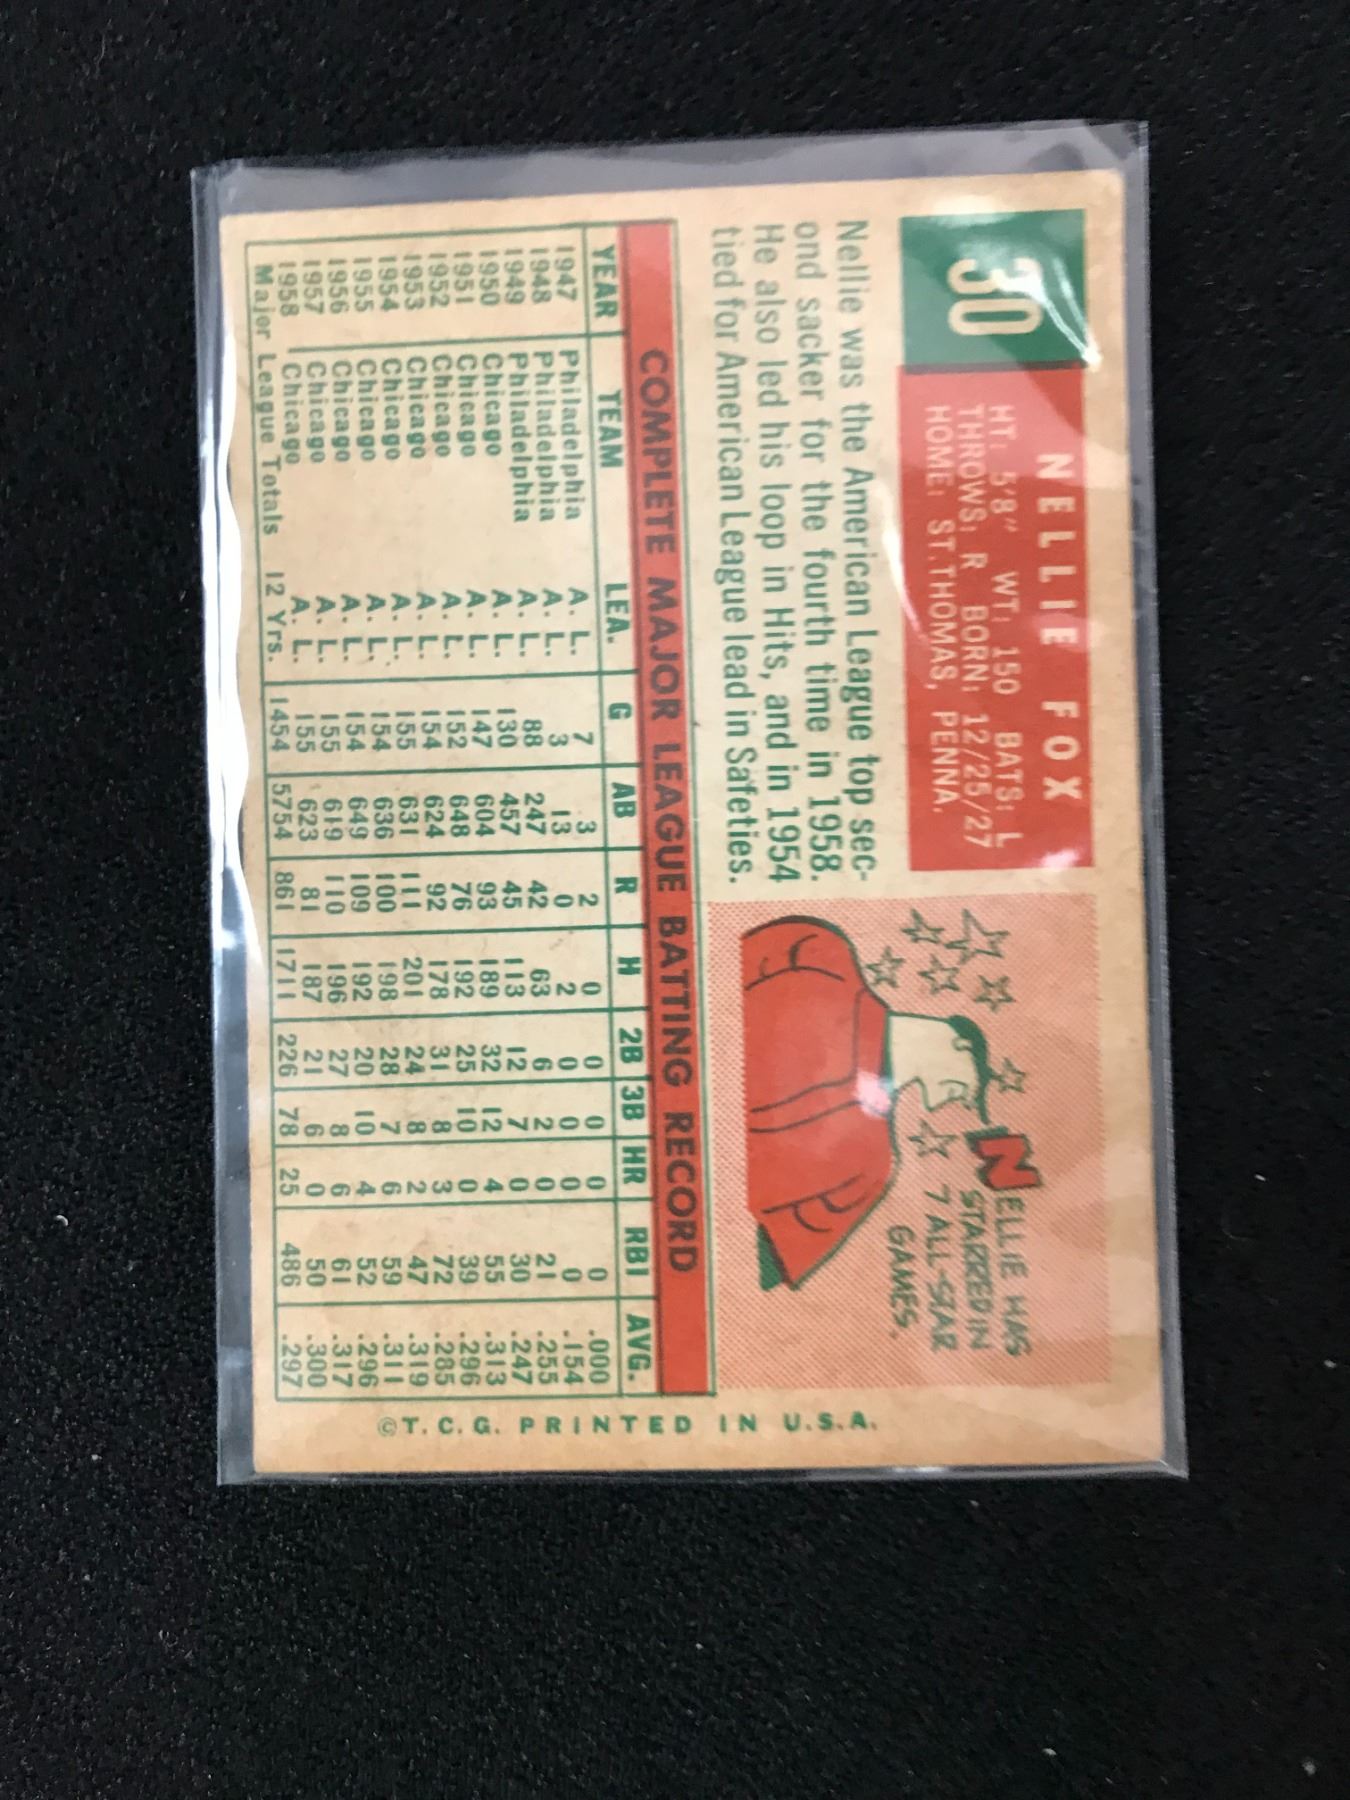 30
NELLIE FOX
HT: 5'8" WT: 150 BATS: L
THROWS: R BORN: 12/25/27
HOME: ST. THOMAS, PENNA.
Nellie was the American League top sec-
ond sacker for the fourth time in 1958.
He also led his loop in Hits, and in 1954
tied for American League lead in Safeties.
NELLIE HAS
STARRED IN
7 ALL-STAR
GAMES.
COMPLETE MAJOR LEAGUE BATTING RECORD
YEAR TEAM LEA. G AB R H 2B 3B HR RBI AVG.
1947 Philadelphia A. L. 7 3 2 0 0 0 0 0 .000
1948 Philadelphia A. L. 3 13 0 2 0 0 0 0 .154
1949 Philadelphia A. L. 88 247 42 63 6 2 0 21 .255
1950 Chicago A. L. 130 457 45 113 12 7 0 30 .247
1951 Chicago A. L. 147 604 93 189 32 12 4 55 .313
1952 Chicago A. L. 152 648 76 192 25 10 0 39 .296
1953 Chicago A. L. 154 624 92 178 31 8 3 72 .285
1954 Chicago A. L. 155 631 111 201 24 8 2 47 .319
1955 Chicago A. L. 154 636 100 198 28 7 6 59 .311
1956 Chicago A. L. 154 649 109 192 20 10 4 52 .296
1957 Chicago A. L. 155 619 110 196 27 8 6 61 .317
1958 Chicago A. L. 155 623 81 187 21 6 0 50 .300
Major League Totals 12 Yrs. 1454 5754 861 1711 226 78 25 486 .297
©T.C.G. PRINTED IN U.S.A.